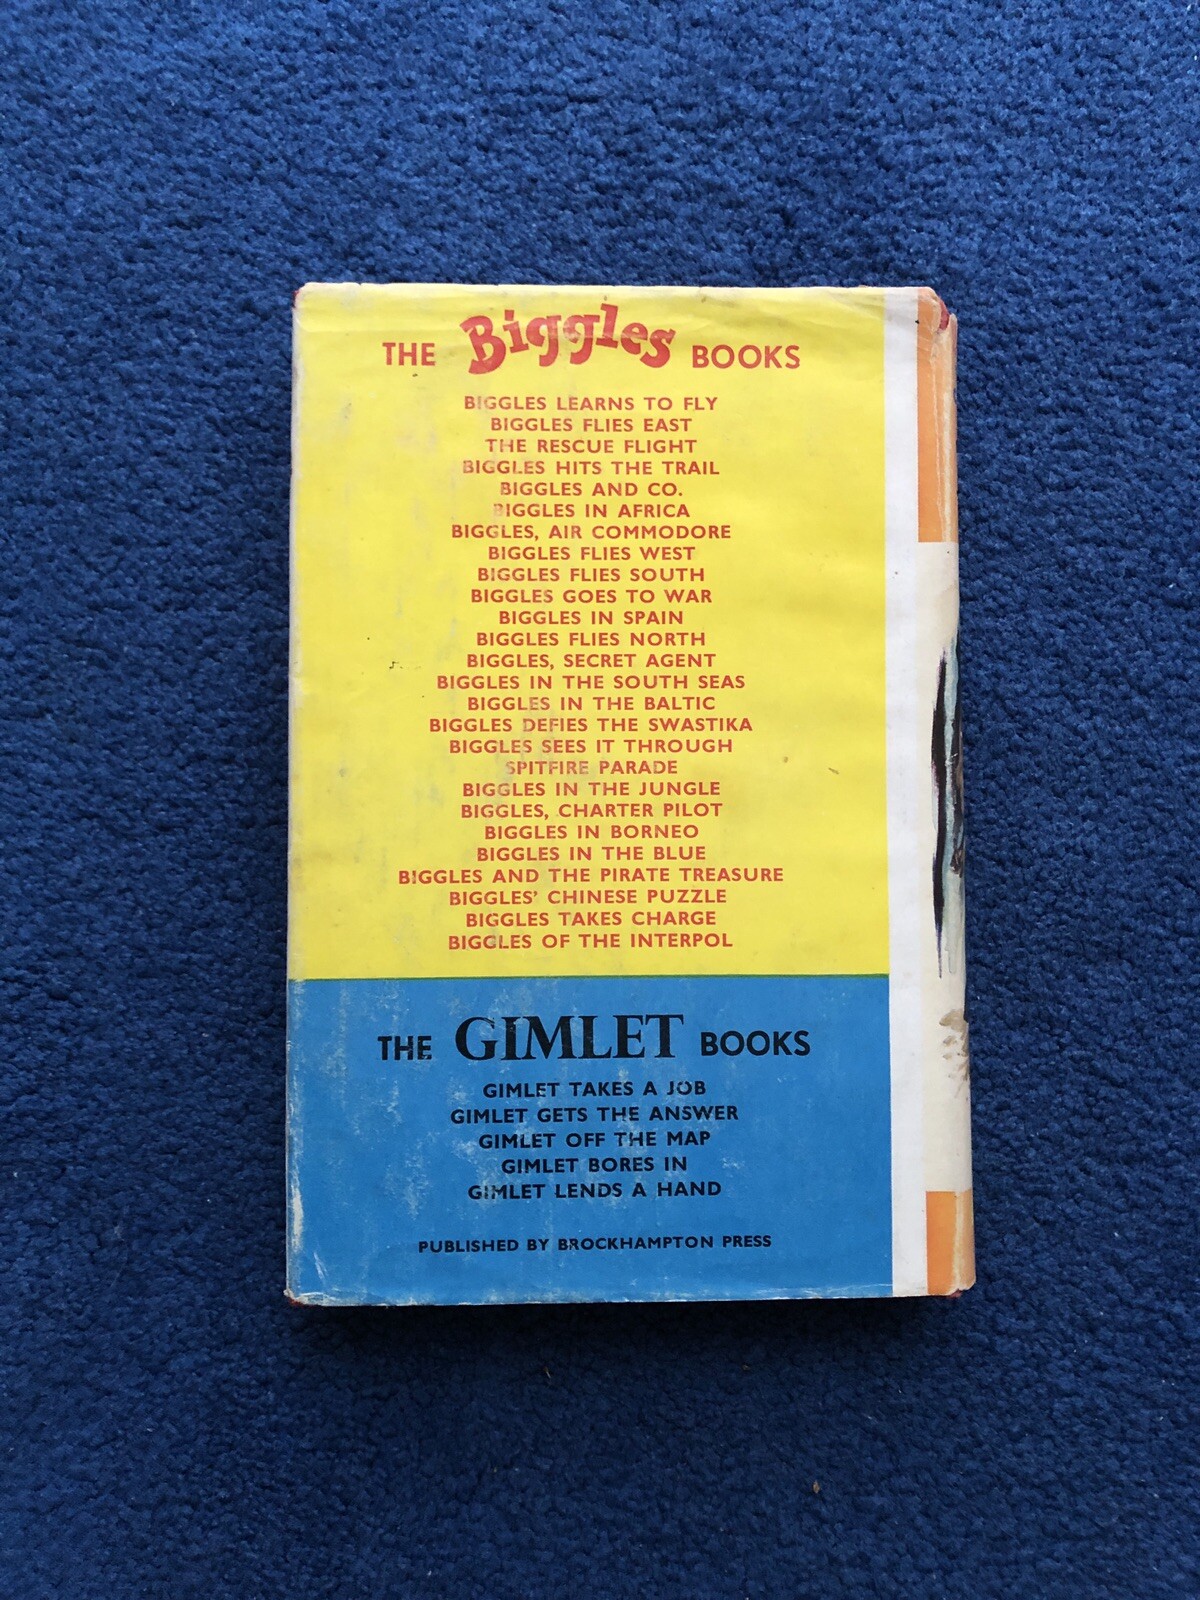 THE Biggles BOOKS
BIGGLES LEARNS TO FLY
BIGGLES FLIES EAST
THE RESCUE FLIGHT
BIGGLES HITS THE TRAIL
BIGGLES AND CO.
BIGGLES IN AFRICA
BIGGLES, AIR COMMODORE
BIGGLES FLIES WEST
BIGGLES FLIES SOUTH
BIGGLES GOES TO WAR
BIGGLES IN SPAIN
BIGGLES FLIES NORTH
BIGGLES, SECRET AGENT
BIGGLES IN THE SOUTH SEAS
BIGGLES IN THE BALTIC
BIGGLES DEFIES THE SWASTIKA
BIGGLES SEES IT THROUGH
SPITFIRE PARADE
BIGGLES IN THE JUNGLE
BIGGLES, CHARTER PILOT
BIGGLES IN BORNEO
BIGGLES IN THE BLUE
BIGGLES AND THE PIRATE TREASURE
BIGGLES' CHINESE PUZZLE
BIGGLES TAKES CHARGE
BIGGLES OF THE INTERPOL
THE GIMLET BOOKS
GIMLET TAKES A JOB
GIMLET GETS THE ANSWER
GIMLET OFF THE MAP
GIMLET BORES IN
GIMLET LENDS A HAND
PUBLISHED BY BROCKHAMPTON PRESS